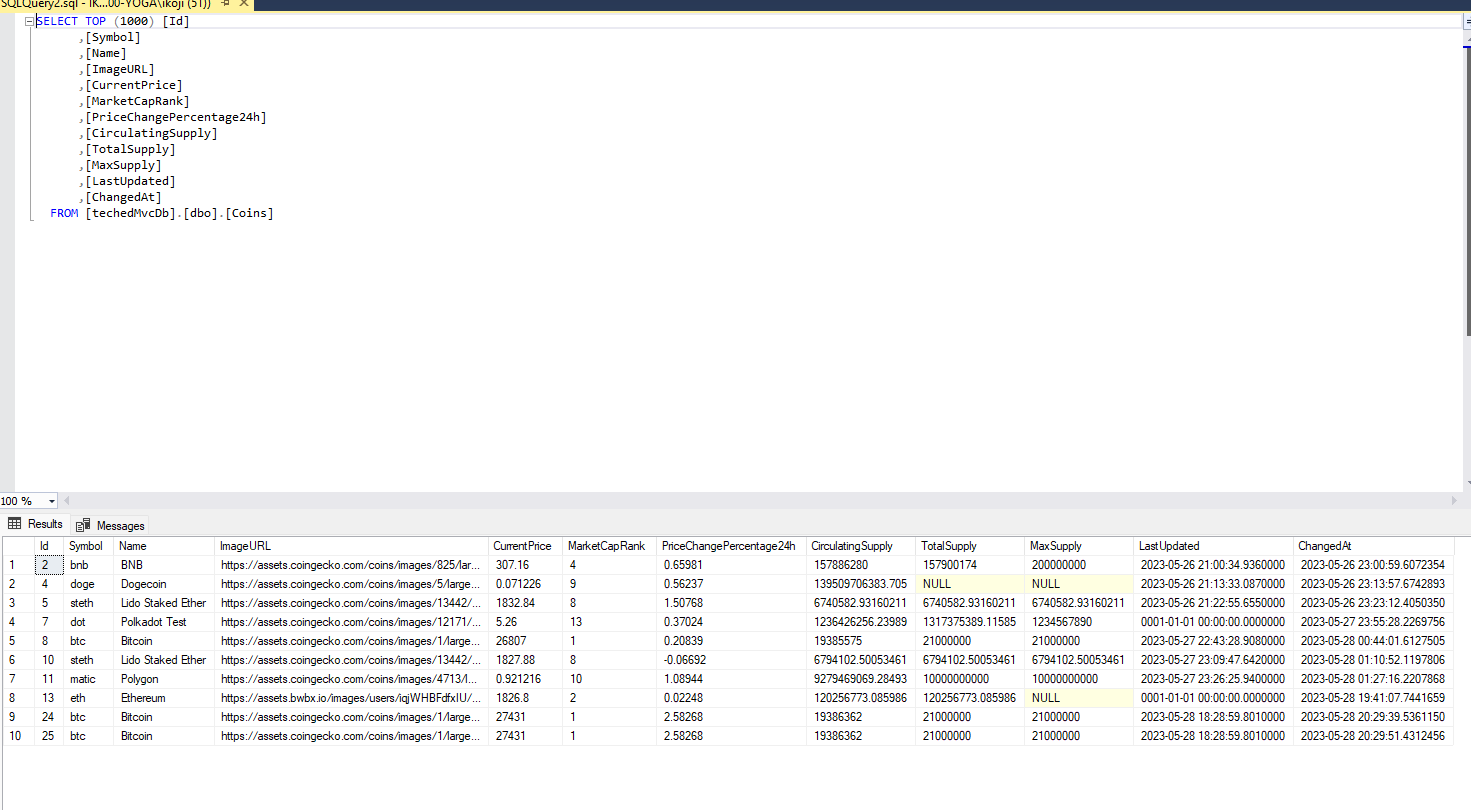 SQLQuery2.sql - IK...00-YOGA\ikoji (51))
SELECT TOP (1000) [Id]
,[Symbol]
,[Name]
,[ImageURL]
,[CurrentPrice]
,[MarketCapRank]
,[PriceChangePercentage24h]
,[CirculatingSupply]
,[TotalSupply]
,[MaxSupply]
,[LastUpdated]
,[ChangedAt]
FROM [techedMvcDb].[dbo].[Coins]
100 %
Results Messages
Id Symbol Name ImageURL CurrentPrice MarketCapRank PriceChangePercentage24h CirculatingSupply TotalSupply MaxSupply LastUpdated ChangedAt
1 2 bnb BNB https://assets.coingecko.com/coins/images/825/lar... 307.16 4 0.65981 157886280 157900174 200000000 2023-05-26 21:00:34.9360000 2023-05-26 23:00:59.6072354
2 4 doge Dogecoin https://assets.coingecko.com/coins/images/5/large... 0.071226 9 0.56237 139509706383.705 NULL NULL 2023-05-26 21:13:33.0870000 2023-05-26 23:13:57.6742893
3 5 steth Lido Staked Ether https://assets.coingecko.com/coins/images/13442/... 1832.84 8 1.50768 6740582.93160211 6740582.93160211 6740582.93160211 2023-05-26 21:22:55.6550000 2023-05-26 23:23:12.4050350
4 7 dot Polkadot Test https://assets.coingecko.com/coins/images/12171/... 5.26 13 0.37024 1236426256.23989 1317375389.11585 1234567890 0001-01-01 00:00:00.0000000 2023-05-27 23:55:28.2269756
5 8 btc Bitcoin https://assets.coingecko.com/coins/images/1/large... 26807 1 0.20839 19385575 21000000 21000000 2023-05-27 22:43:28.9080000 2023-05-28 00:44:01.6127505
6 10 steth Lido Staked Ether https://assets.coingecko.com/coins/images/13442/... 1827.88 8 -0.06692 6794102.50053461 6794102.50053461 6794102.50053461 2023-05-27 23:09:47.6420000 2023-05-28 01:10:52.1197806
7 11 matic Polygon https://assets.coingecko.com/coins/images/4713/l... 0.921216 10 1.08944 9279469069.28493 10000000000 10000000000 2023-05-27 23:26:25.9400000 2023-05-28 01:27:16.2207868
8 13 eth Ethereum https://assets.bwbx.io/images/users/iqjWHBFdfxIU/... 1826.8 2 0.02248 120256773.085986 120256773.085986 NULL 0001-01-01 00:00:00.0000000 2023-05-28 19:41:07.7441659
9 24 btc Bitcoin https://assets.coingecko.com/coins/images/1/large... 27431 1 2.58268 19386362 21000000 21000000 2023-05-28 18:28:59.8010000 2023-05-28 20:29:39.5361150
10 25 btc Bitcoin https://assets.coingecko.com/coins/images/1/large... 27431 1 2.58268 19386362 21000000 21000000 2023-05-28 18:28:59.8010000 2023-05-28 20:29:51.4312456